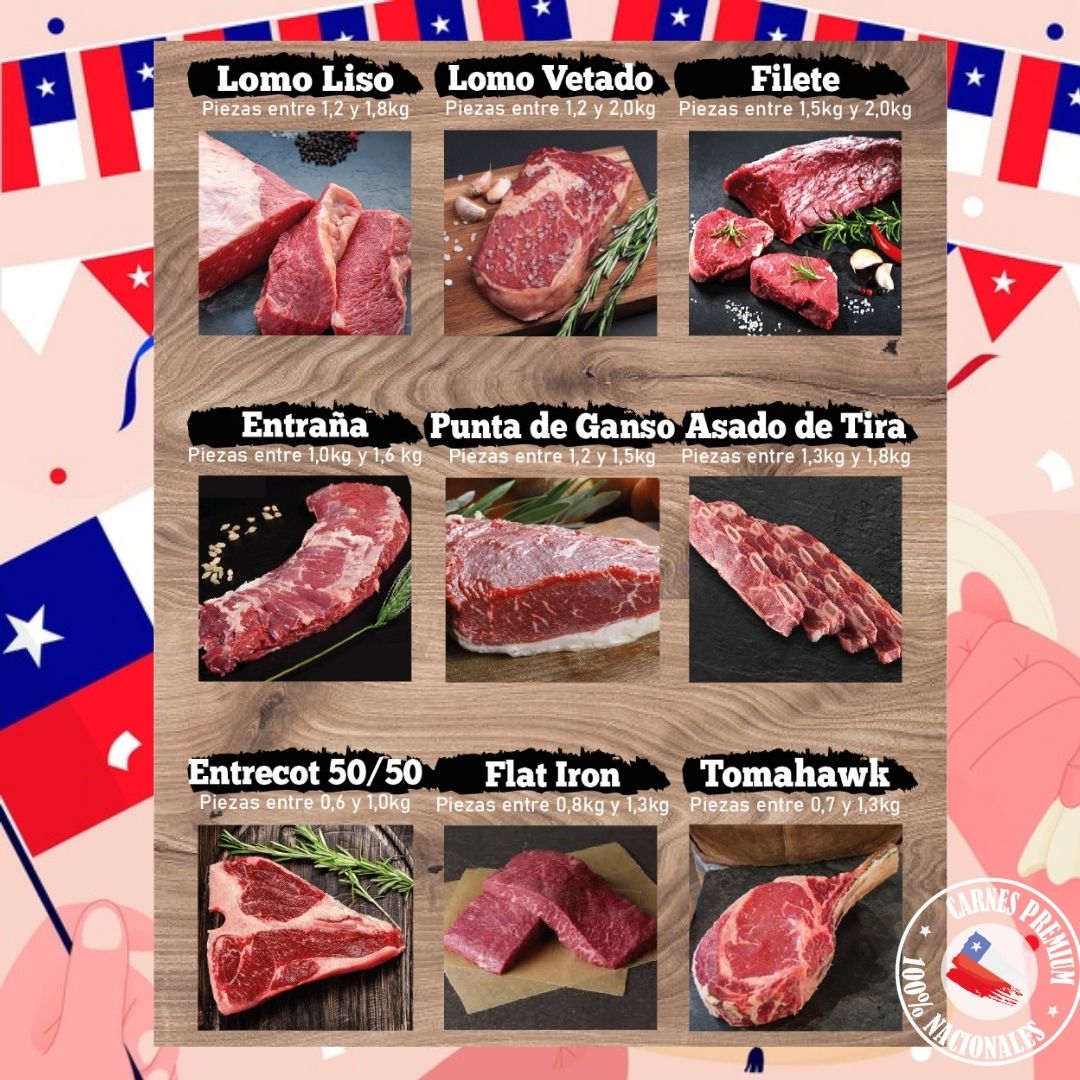 Lomo Liso
Piezas entre 1,2 y 1,8kg
Lomo Vetado
Piezas entre 1,2 y 2,0kg
Filete
Piezas entre 1,5kg y 2,0kg
Entraña
Piezas entre 1,0kg y 1,6 kg
Punta de Ganso
Piezas entre 1,2 y 1,5kg
Asado de Tira
Piezas entre 1,3kg y 1,8kg
Entrecot 50/50
Piezas entre 0,6 y 1,0kg
Flat Iron
Piezas entre 0,8kg y 1,3kg
Tomahawk
Piezas entre 0,7 y 1,3kg
CARNES PREMIUM
100% NACIONALES